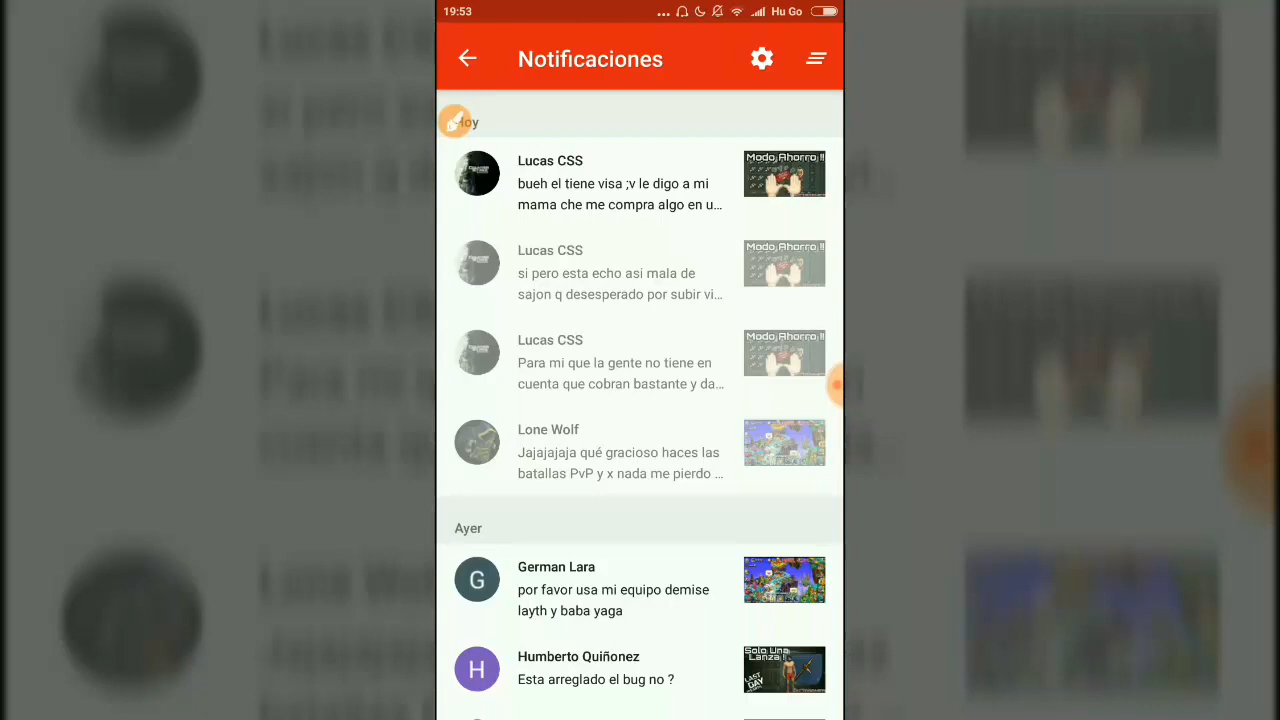 19:53
Hu Go
Notificaciones
Hoy
Lucas CSS
bueh el tiene visa ;v le digo a mi
mama che me compra algo en u...
Modo Ahorro !!
Lucas CSS
si pero esta echo asi mala de
sajon q desesperado por subir vi...
Modo Ahorro !!
Lucas CSS
Para mi que la gente no tiene en
cuenta que cobran bastante y da...
Modo Ahorro !!
Lone Wolf
Jajajajaja qué gracioso haces las
batallas PvP y x nada me pierdo ...
Ayer
G
German Lara
por favor usa mi equipo demise
layth y baba yaga
H
Humberto Quiñonez
Esta arreglado el bug no ?
Solo Una
Lanza !!
LAST
DAY